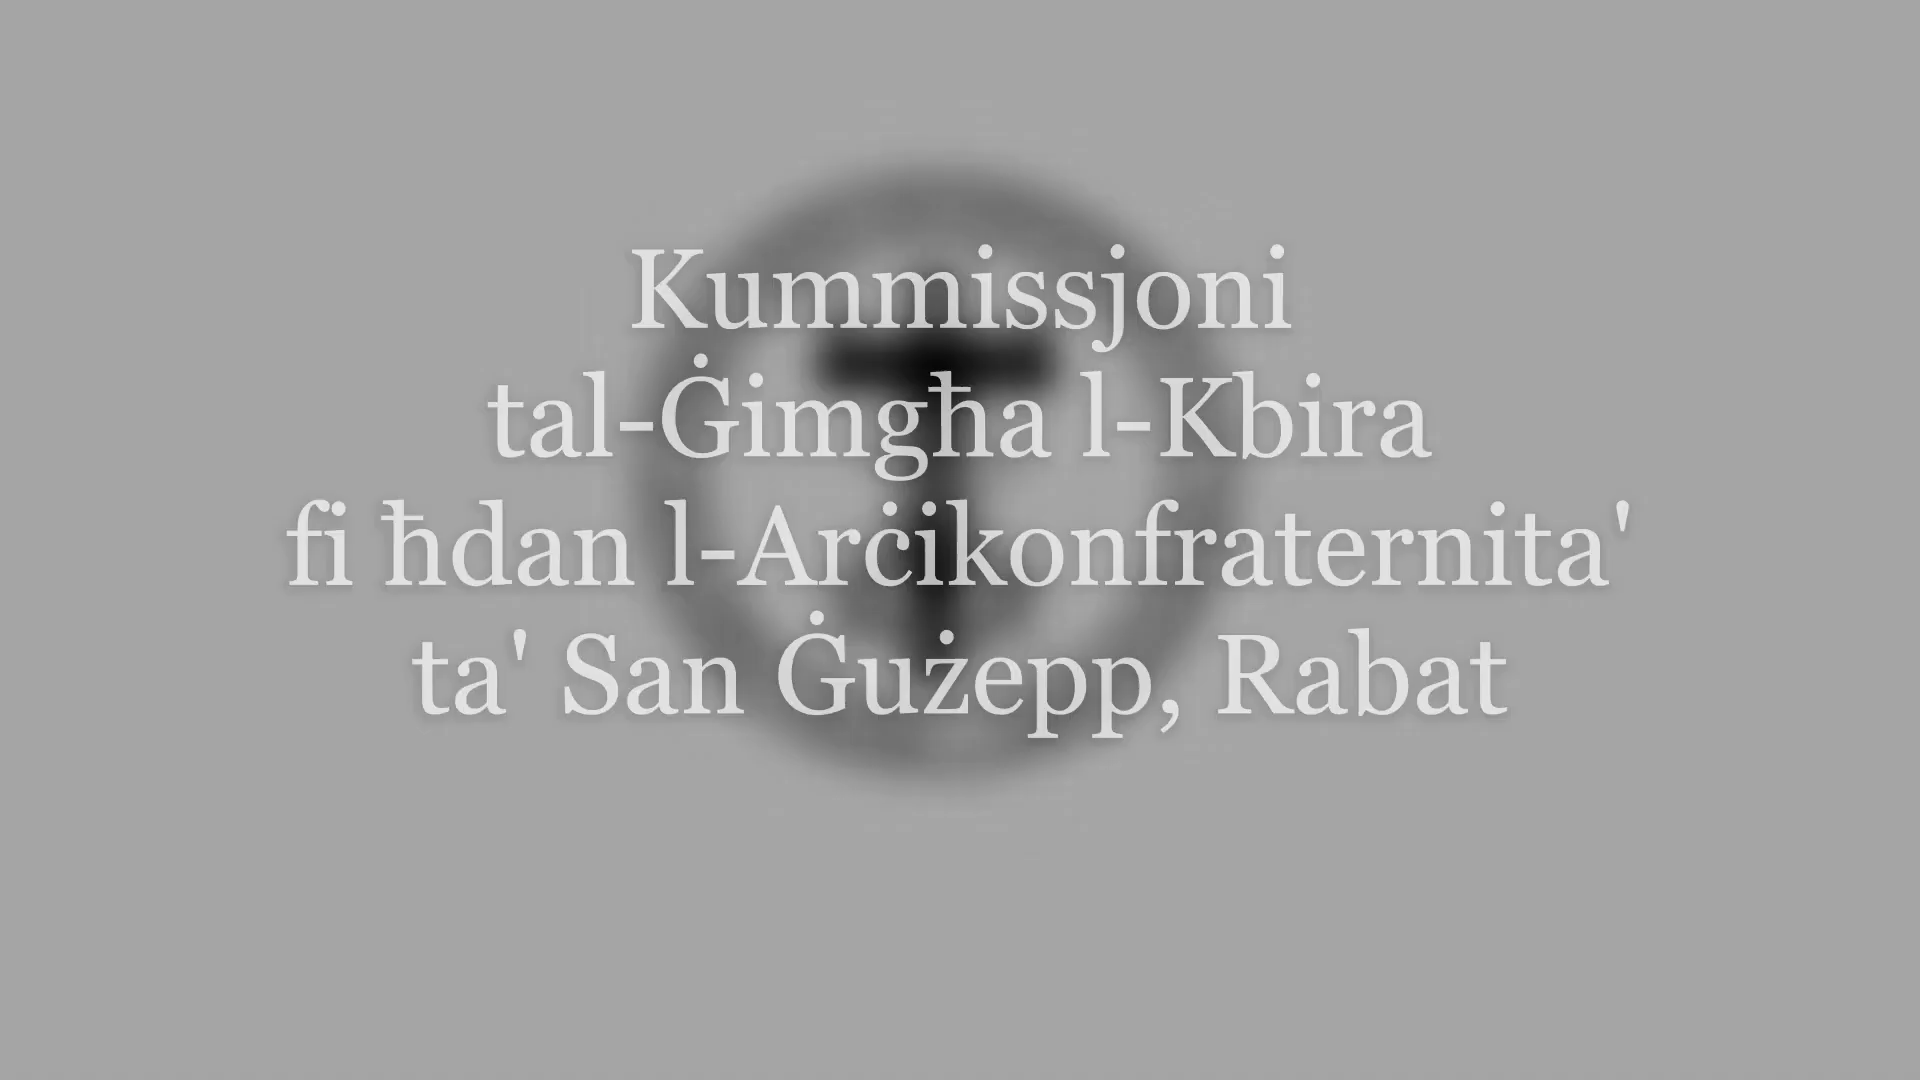 Kummissjoni
tal-Ġimgħa l-Kbira
fi ħdan l-Arċikonfraternita'
ta' San Ġużepp, Rabat